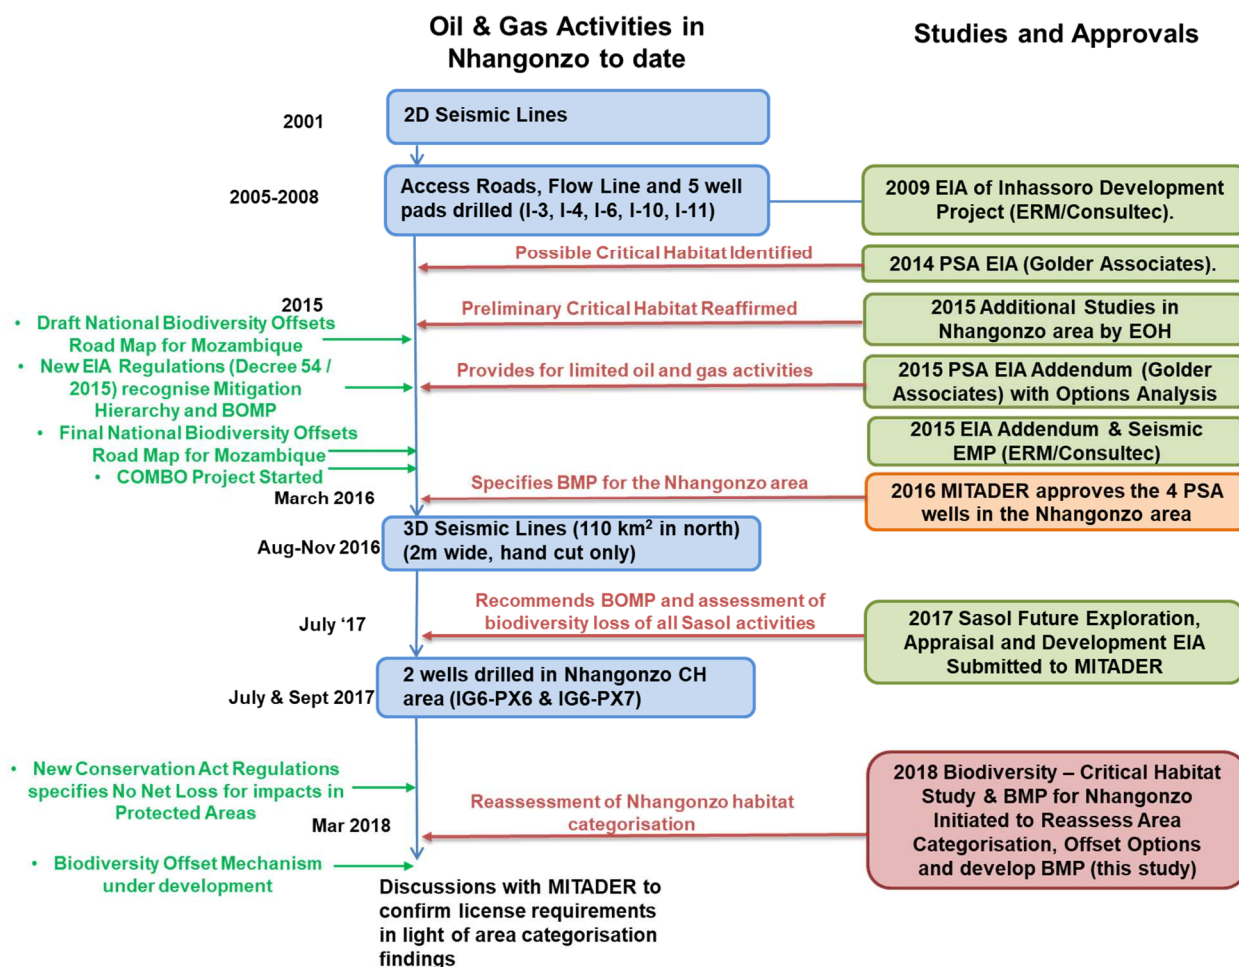 Oil & Gas Activities in
Nhangonzo to date
Studies and Approvals
2001
2D Seismic Lines
2005-2008
Access Roads, Flow Line and 5 well
pads drilled (I-3, I-4, I-6, I-10, I-11)
2009 EIA of Inhassoro Development
Project (ERM/Consultec).
Possible Critical Habitat Identified
2014 PSA EIA (Golder Associates).
2015
Preliminary Critical Habitat Reaffirmed
2015 Additional Studies in
Nhangonzo area by EOH
• Draft National Biodiversity Offsets
Road Map for Mozambique
• New EIA Regulations (Decree 54 /
2015) recognise Mitigation
Hierarchy and BOMP
Provides for limited oil and gas activities
2015 PSA EIA Addendum (Golder
Associates) with Options Analysis
• Final National Biodiversity Offsets
Road Map for Mozambique
• COMBO Project Started
2015 EIA Addendum & Seismic
EMP (ERM/Consultec)
March 2016
Specifies BMP for the Nhangonzo area
2016 MITADER approves the 4 PSA
wells in the Nhangonzo area
Aug-Nov 2016
3D Seismic Lines (110 km² in north)
(2m wide, hand cut only)
July ‘17
Recommends BOMP and assessment of
biodiversity loss of all Sasol activities
2017 Sasol Future Exploration,
Appraisal and Development EIA
Submitted to MITADER
July & Sept 2017
2 wells drilled in Nhangonzo CH
area (IG6-PX6 & IG6-PX7)
• New Conservation Act Regulations
specifies No Net Loss for impacts in
Protected Areas
Mar 2018
Reassessment of Nhangonzo habitat
categorisation
2018 Biodiversity – Critical Habitat
Study & BMP for Nhangonzo
Initiated to Reassess Area
Categorisation, Offset Options
and develop BMP (this study)
• Biodiversity Offset Mechanism
under development
Discussions with MITADER to
confirm license requirements
in light of area categorisation
findings